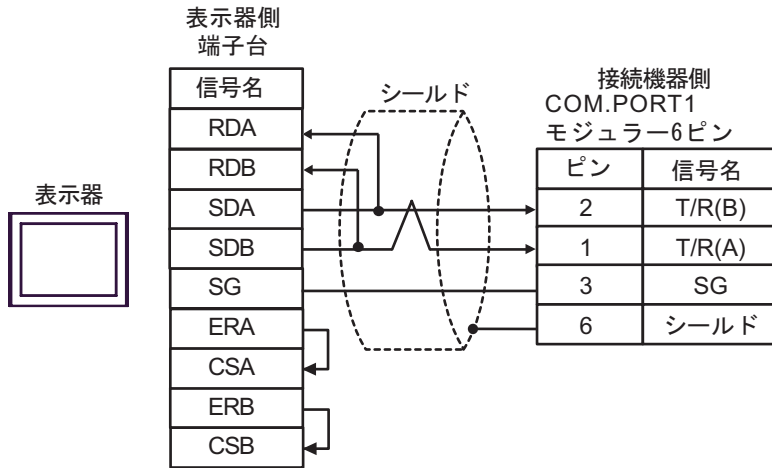 表示器側
端子台
信号名
RDA
RDB
SDA
SDB
SG
ERA
CSA
ERB
CSB
表示器
シールド
接続機器側
COM.PORT1
モジュラー6ピン
ピン 信号名
2 T/R(B)
1 T/R(A)
3 SG
6 シールド